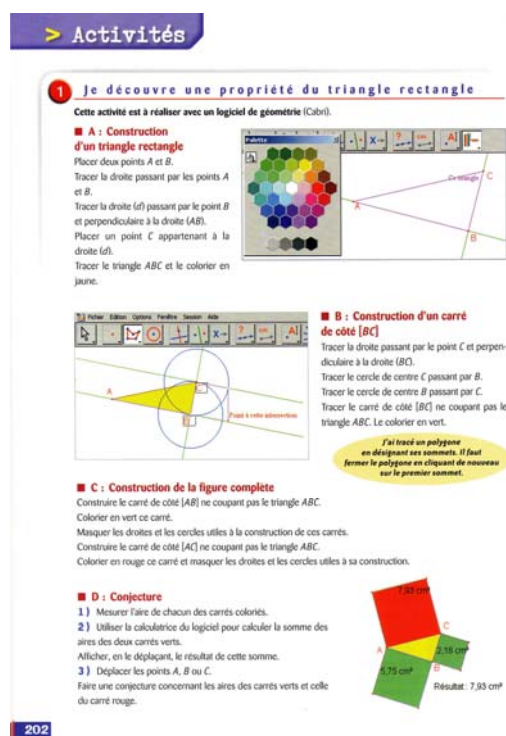 > Activités
1 Je découvre une propriété du triangle rectangle
Cette activité est à réaliser avec un logiciel de géométrie (Cabri).
■ A : Construction
d'un triangle rectangle
Placer deux points A et B.
Tracer la droite passant par les points A
et B.
Tracer la droite (d) passant par le point B
et perpendiculaire à la droite (AB).
Placer un point C appartenant à la
droite (d).
Tracer le triangle ABC et le colorier en
jaune.
Palette
Ce triangle
C
A
B
Fichier Edition Options Fenêtre Session Aide
A
Point à cette intersection
■ B : Construction d'un carré
de côté [BC]
Tracer la droite passant par le point C et perpen-
diculaire à la droite (BC).
Tracer le cercle de centre C passant par B.
Tracer le cercle de centre B passant par C.
Tracer le carré de côté [BC] ne coupant pas le
triangle ABC. Le colorier en vert.
J'ai tracé un polygone
en désignant ses sommets. Il faut
fermer le polygone en cliquant de nouveau
sur le premier sommet.
■ C : Construction de la figure complète
Construire le carré de côté [AB] ne coupant pas le triangle ABC.
Colorier en vert ce carré.
Masquer les droites et les cercles utiles à la construction de ces carrés.
Construire le carré de côté [AC] ne coupant pas le triangle ABC.
Colorier en rouge ce carré et masquer les droites et les cercles utiles à sa construction.
■ D : Conjecture
1 ) Mesurer l'aire de chacun des carrés coloriés.
2 ) Utiliser la calculatrice du logiciel pour calculer la somme des
aires des deux carrés verts.
Afficher, en le déplaçant, le résultat de cette somme.
3 ) Déplacer les points A, B ou C.
Faire une conjecture concernant les aires des carrés verts et celle
du carré rouge.
7,93 cm²
C
A
2,18 cm²
B
5,75 cm²
Résultat : 7,93 cm²
202